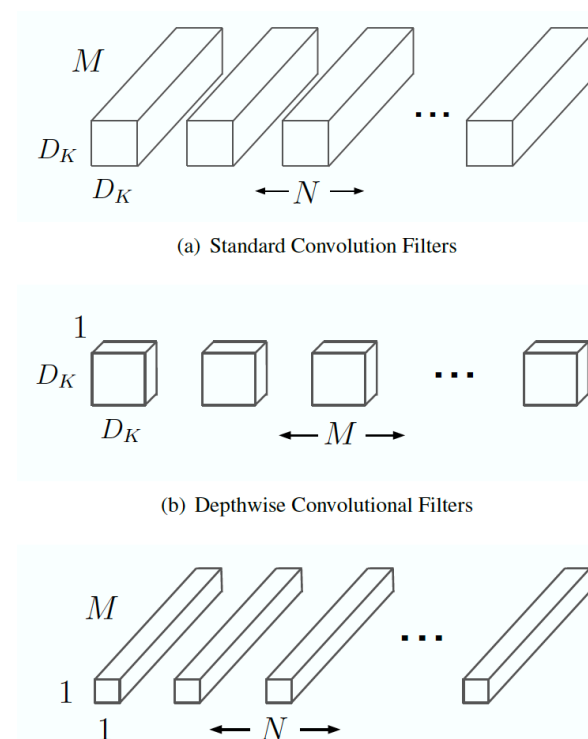 M
D_K
D_K
N
...
(a) Standard Convolution Filters
1
D_K
D_K
M
...
(b) Depthwise Convolutional Filters
M
1
1
N
...